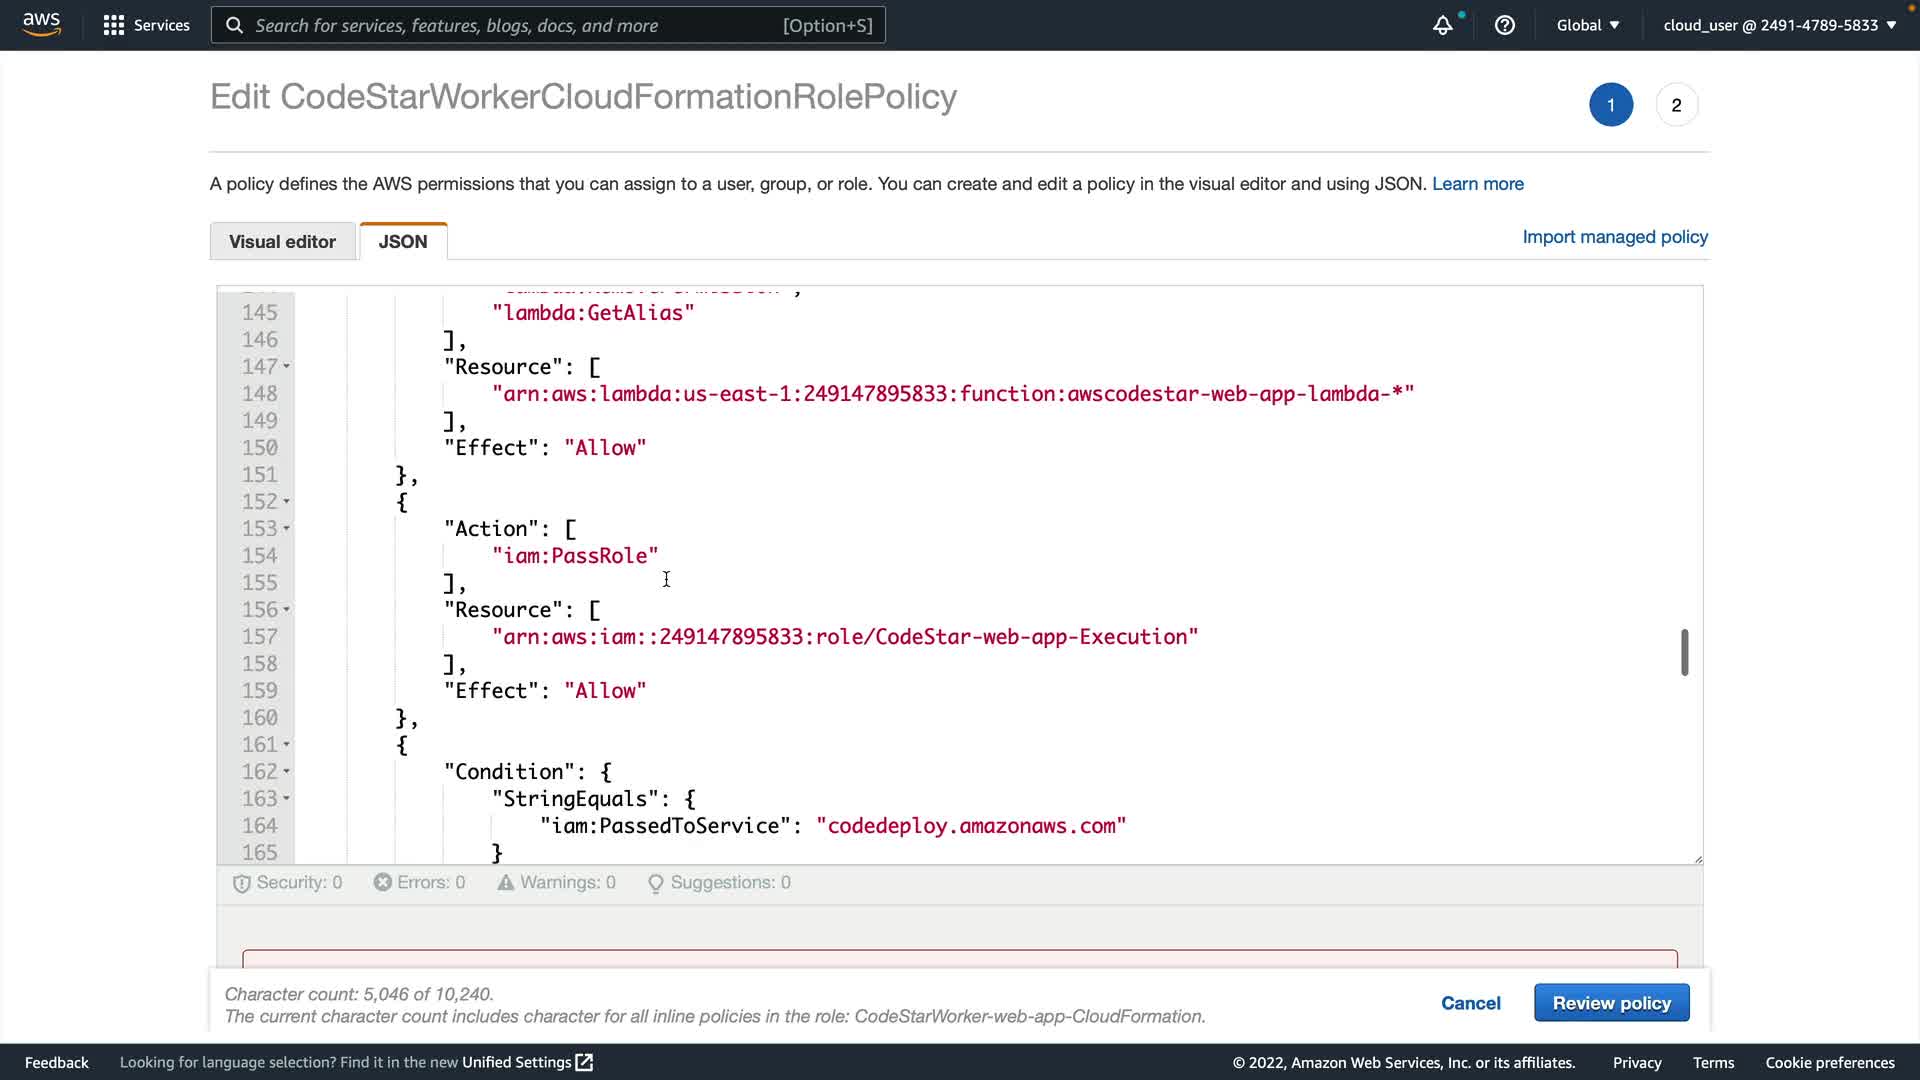 aws
Services
Search for services, features, blogs, docs, and more
[Option+S]
Global
cloud_user @ 2491-4789-5833
Edit CodeStarWorkerCloudFormationRolePolicy
1
2
A policy defines the AWS permissions that you can assign to a user, group, or role. You can create and edit a policy in the visual editor and using JSON. Learn more
Visual editor
JSON
Import managed policy
145 "lambda:GetAlias"
146 ],
147 "Resource": [
148 "arn:aws:lambda:us-east-1:249147895833:function:awscodestar-web-app-lambda-*"
149 ],
150 "Effect": "Allow"
151 },
152 {
153 "Action": [
154 "iam:PassRole"
155 ],
156 "Resource": [
157 "arn:aws:iam::249147895833:role/CodeStar-web-app-Execution"
158 ],
159 "Effect": "Allow"
160 },
161 {
162 "Condition": {
163 "StringEquals": {
164 "iam:PassedToService": "codedeploy.amazonaws.com"
165 }
Security: 0
Errors: 0
Warnings: 0
Suggestions: 0
Character count: 5,046 of 10,240.
The current character count includes character for all inline policies in the role: CodeStarWorker-web-app-CloudFormation.
Cancel
Review policy
Feedback
Looking for language selection? Find it in the new Unified Settings
© 2022, Amazon Web Services, Inc. or its affiliates.
Privacy
Terms
Cookie preferences